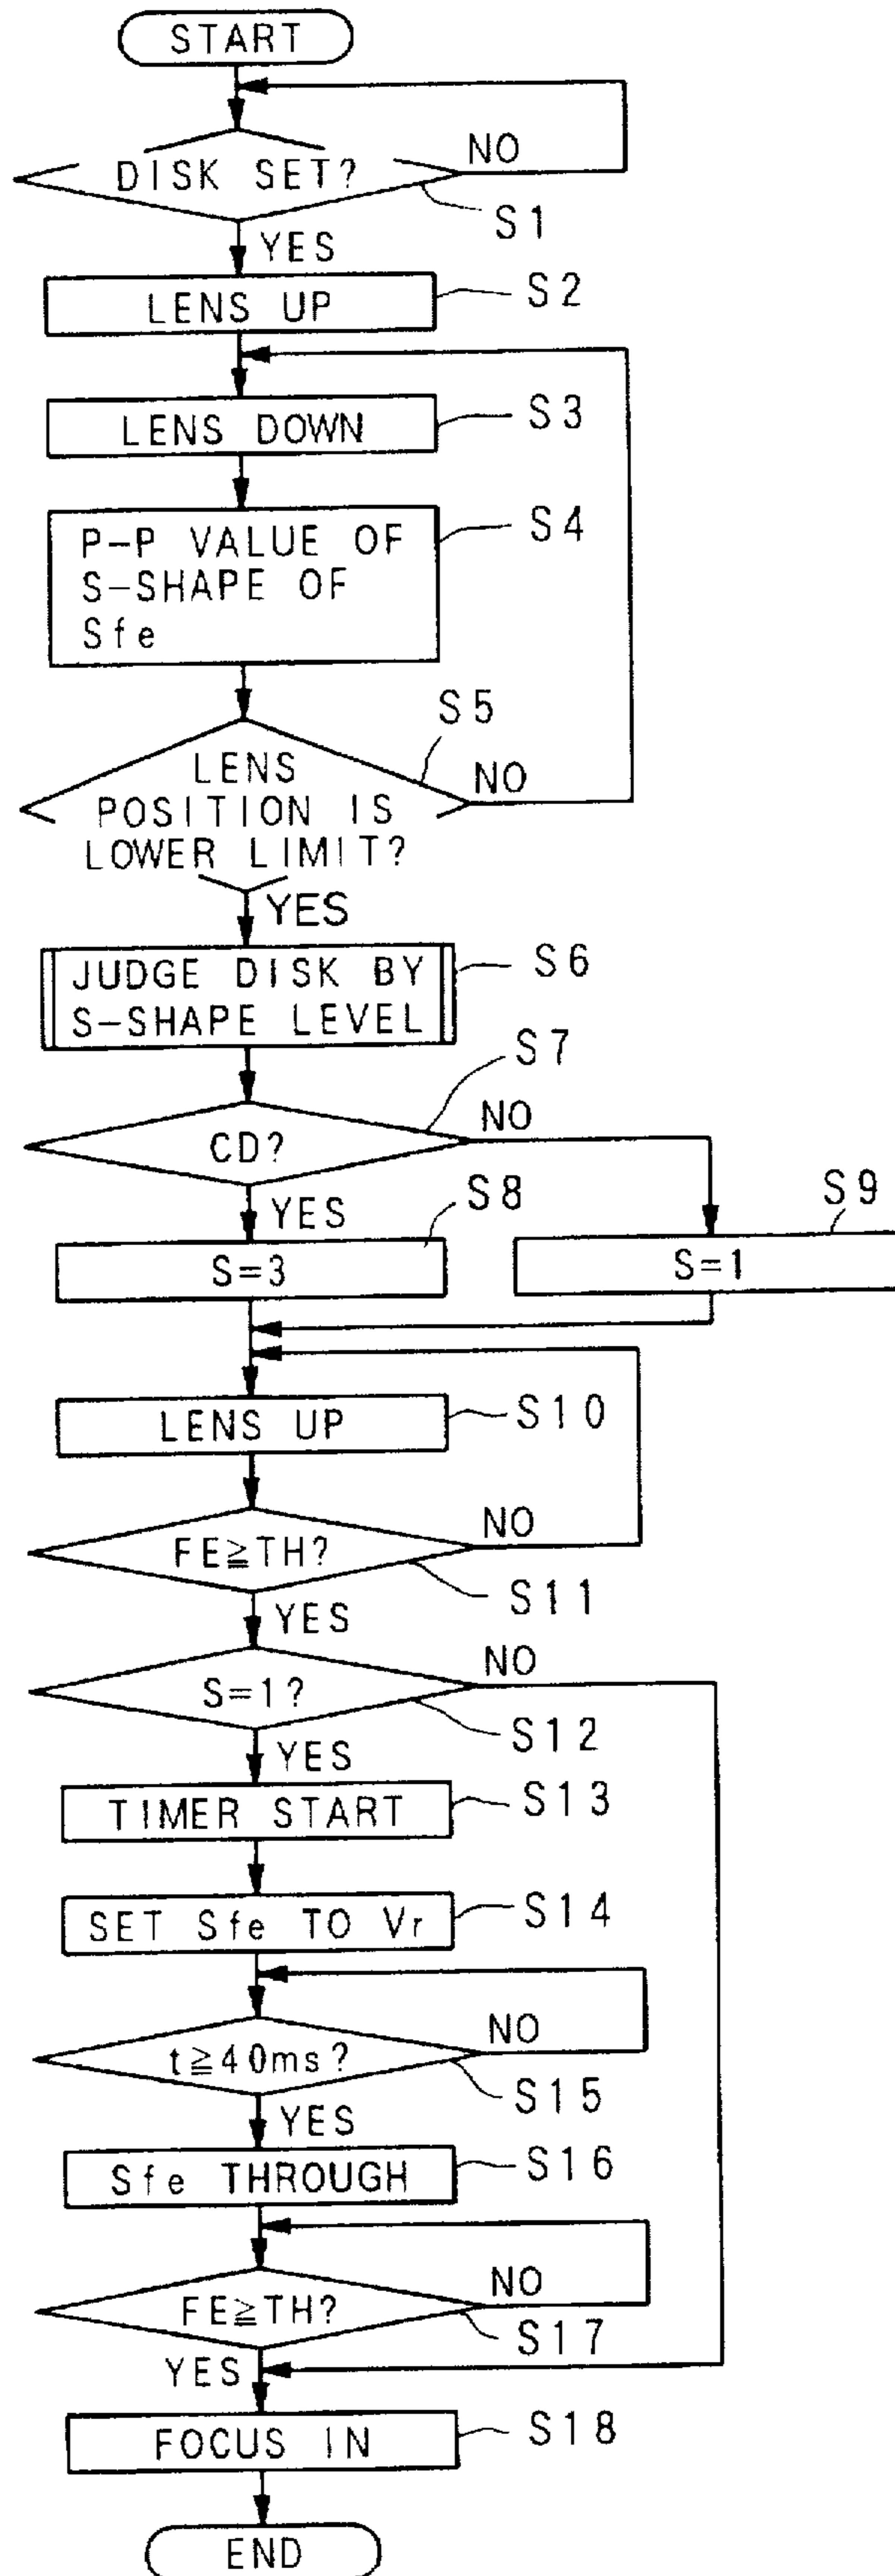 START
DISK SET?
NO
S1
YES
LENS UP
S2
LENS DOWN
S3
P-P VALUE OF
S-SHAPE OF
Sfe
S4
S5
LENS
POSITION IS
LOWER LIMIT?
NO
YES
JUDGE DISK BY
S-SHAPE LEVEL
S6
S7
CD?
NO
YES
S8
S9
S=3
S=1
LENS UP
S10
FE≧TH?
NO
S11
YES
S=1?
NO
S12
YES
TIMER START
S13
SET Sfe TO Vr
S14
t≧40ms?
NO
S15
YES
Sfe THROUGH
S16
FE≧TH?
NO
S17
YES
FOCUS IN
S18
END